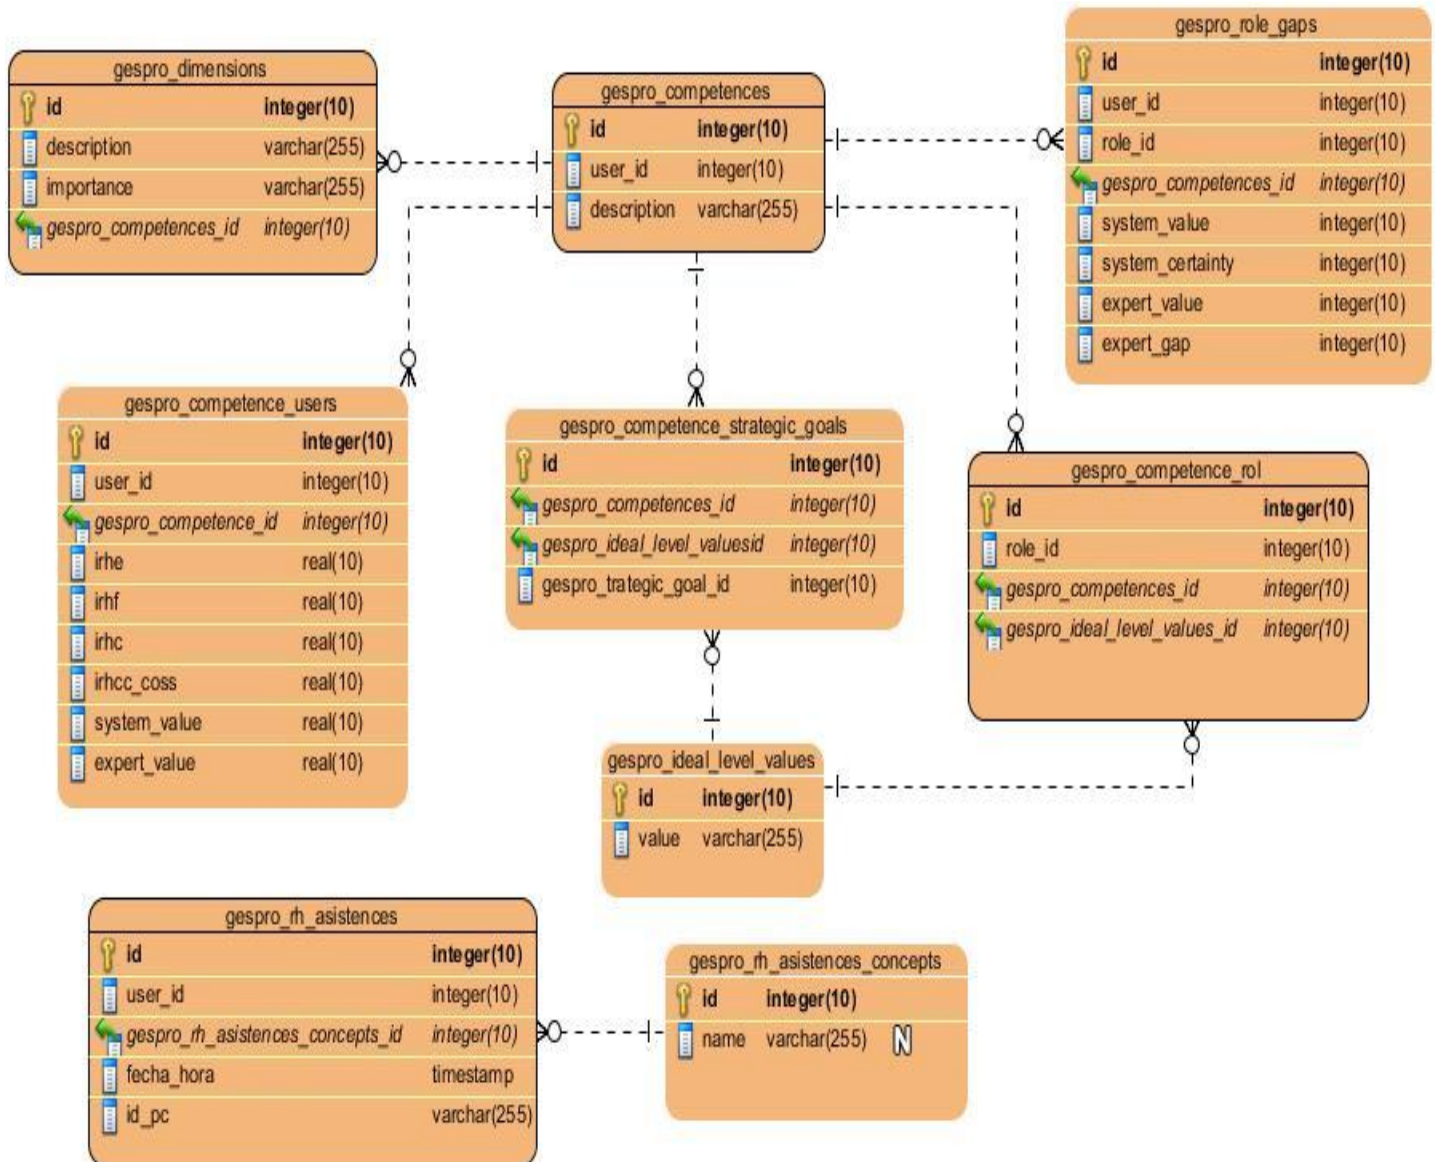 gespro_dimensions
id integer(10)
description varchar(255)
importance varchar(255)
gespro_competences_id integer(10)
gespro_competences
id integer(10)
user_id integer(10)
description varchar(255)
gespro_role_gaps
id integer(10)
user_id integer(10)
role_id integer(10)
gespro_competences_id integer(10)
system_value integer(10)
system_certainty integer(10)
expert_value integer(10)
expert_gap integer(10)
gespro_competence_users
id integer(10)
user_id integer(10)
gespro_competence_id integer(10)
irhe real(10)
irhf real(10)
irhc real(10)
irhcc_coss real(10)
system_value real(10)
expert_value real(10)
gespro_competence_strategic_goals
id integer(10)
gespro_competences_id integer(10)
gespro_ideal_level_valuesid integer(10)
gespro_trategic_goal_id integer(10)
gespro_competence_rol
id integer(10)
role_id integer(10)
gespro_competences_id integer(10)
gespro_ideal_level_values_id integer(10)
gespro_ideal_level_values
id integer(10)
value varchar(255)
gespro_rh_asistences
id integer(10)
user_id integer(10)
gespro_rh_asistences_concepts_id integer(10)
fecha_hora timestamp
id_pc varchar(255)
gespro_rh_asistences_concepts
id integer(10)
name varchar(255) N